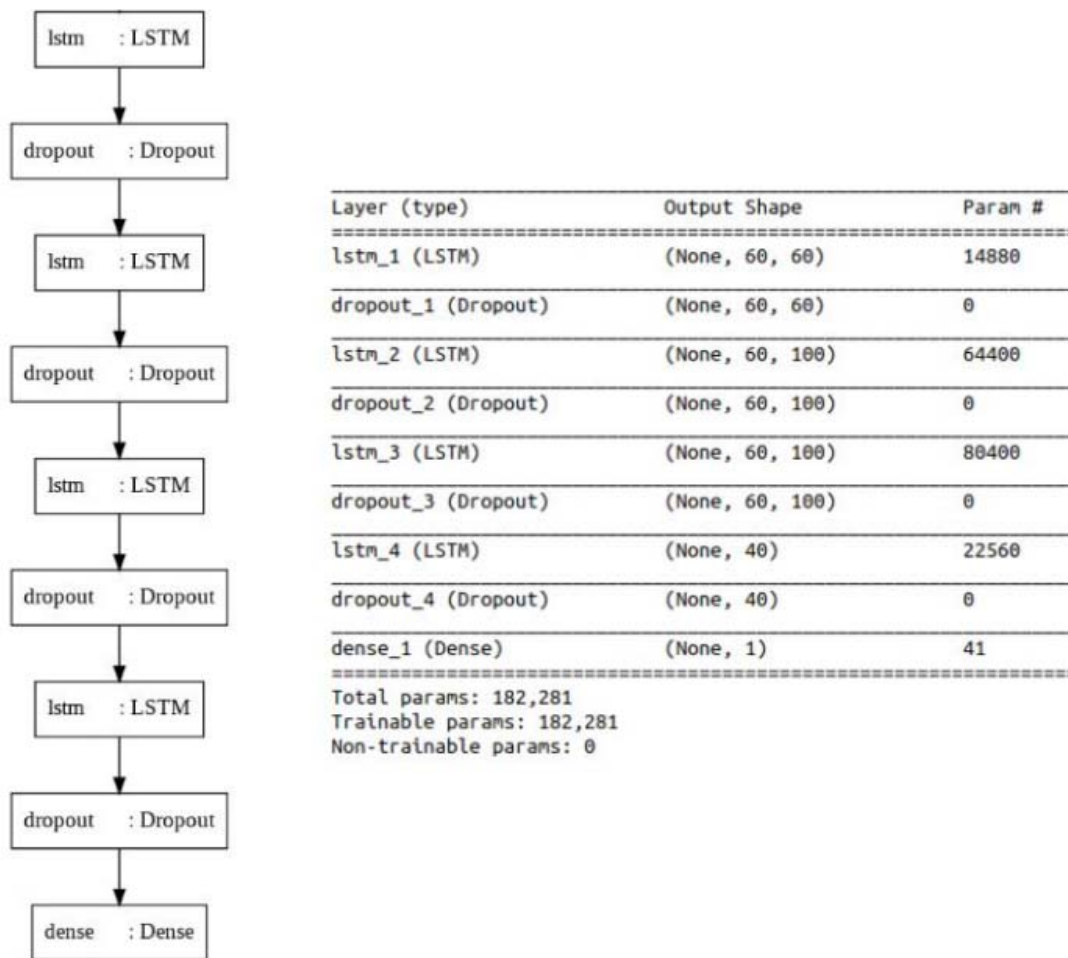 lstm : LSTM
dropout : Dropout
lstm : LSTM
dropout : Dropout
lstm : LSTM
dropout : Dropout
lstm : LSTM
dropout : Dropout
dense : Dense
Layer (type) Output Shape Param #
lstm_1 (LSTM) (None, 60, 60) 14880
dropout_1 (Dropout) (None, 60, 60) 0
lstm_2 (LSTM) (None, 60, 100) 64400
dropout_2 (Dropout) (None, 60, 100) 0
lstm_3 (LSTM) (None, 60, 100) 80400
dropout_3 (Dropout) (None, 60, 100) 0
lstm_4 (LSTM) (None, 40) 22560
dropout_4 (Dropout) (None, 40) 0
dense_1 (Dense) (None, 1) 41
Total params: 182,281
Trainable params: 182,281
Non-trainable params: 0